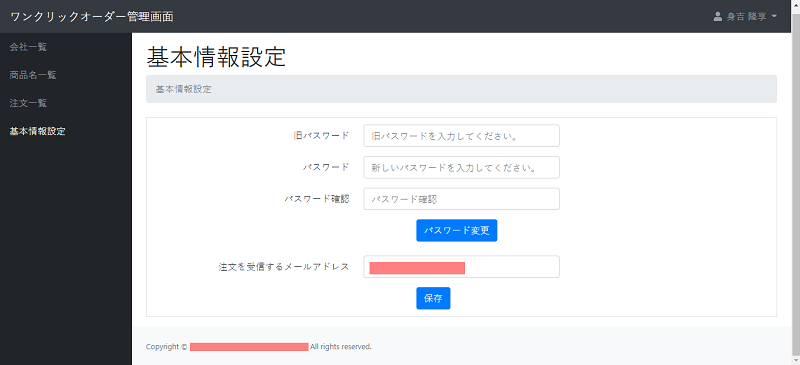 ワンクリックオーダー管理画面
身吉 隆享
会社一覧
商品名一覧
注文一覧
基本情報設定
基本情報設定
基本情報設定
旧パスワード 旧パスワードを入力してください。
パスワード 新しいパスワードを入力してください。
パスワード確認 パスワード確認
パスワード変更
注文を受信するメールアドレス
保存
Copyright © All rights reserved.